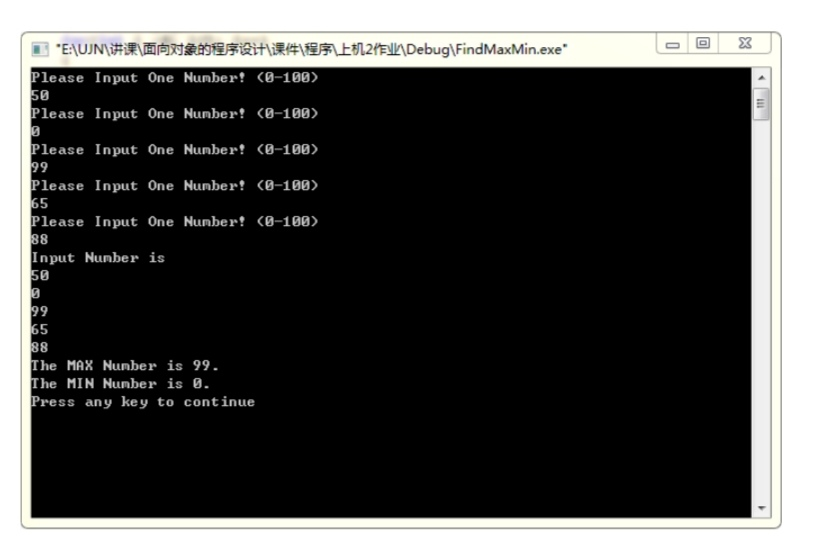 "E:\UJN\讲课\面向对象的程序设计\课件\程序\上机2作业\Debug\FindMaxMin.exe"
Please Input One Number! (0-100)
50
Please Input One Number! (0-100)
0
Please Input One Number! (0-100)
99
Please Input One Number! (0-100)
65
Please Input One Number! (0-100)
88
Input Number is
50
0
99
65
88
The MAX Number is 99.
The MIN Number is 0.
Press any key to continue